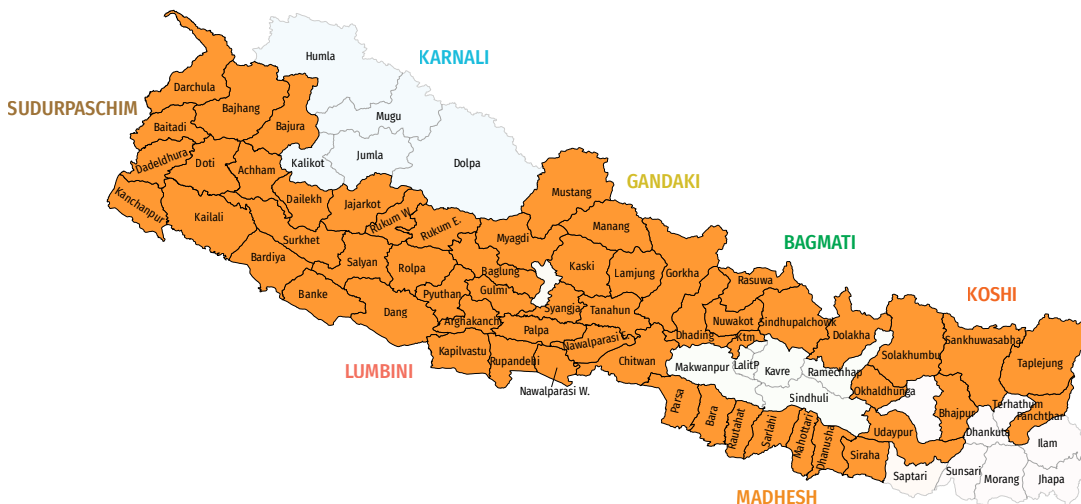 Humla
KARNALI
Darchula
SUDURPASCHIM
Bajhang
Mugu
Baitadi
Bajura
Jumla
Dadeldhura
Doti
Kalikot
Dolpa
Achham
GANDAKI
Kanchanpur
Mustang
Dailekh
Jajarkot
Kailali
Rukum W.
Rukum E.
Manang
Surkhet
Myagdi
BAGMATI
Bardiya
Salyan
Rolpa
Baglung
Kaski
Lamjung
Gorkha
Rasuwa
Banke
Pyuthan
Gulmi
KOSHI
Dang
Syangja
Tanahun
Nuwakot
Sindhupalchowk
Arghakanchi
Palpa
Nawalparasi E.
Dhading
Ktm
Dolakha
Sankhuwasabha
LUMBINI
Kapilvastu
Rupandehi
Chitwan
Makwanpur
LalitP
Kavre
Ramechhap
Solakhumbu
Taplejung
Nawalparasi W.
Sindhuli
Okhaldhunga
Terhathum
Parsa
Bara
Rautahat
Sarlahi
Mahottari
Dhanusha
Siraha
Udaypur
Bhajpur
Panchthar
Dhankuta
Ilam
Saptari
Sunsari
Morang
Jhapa
MADHESH